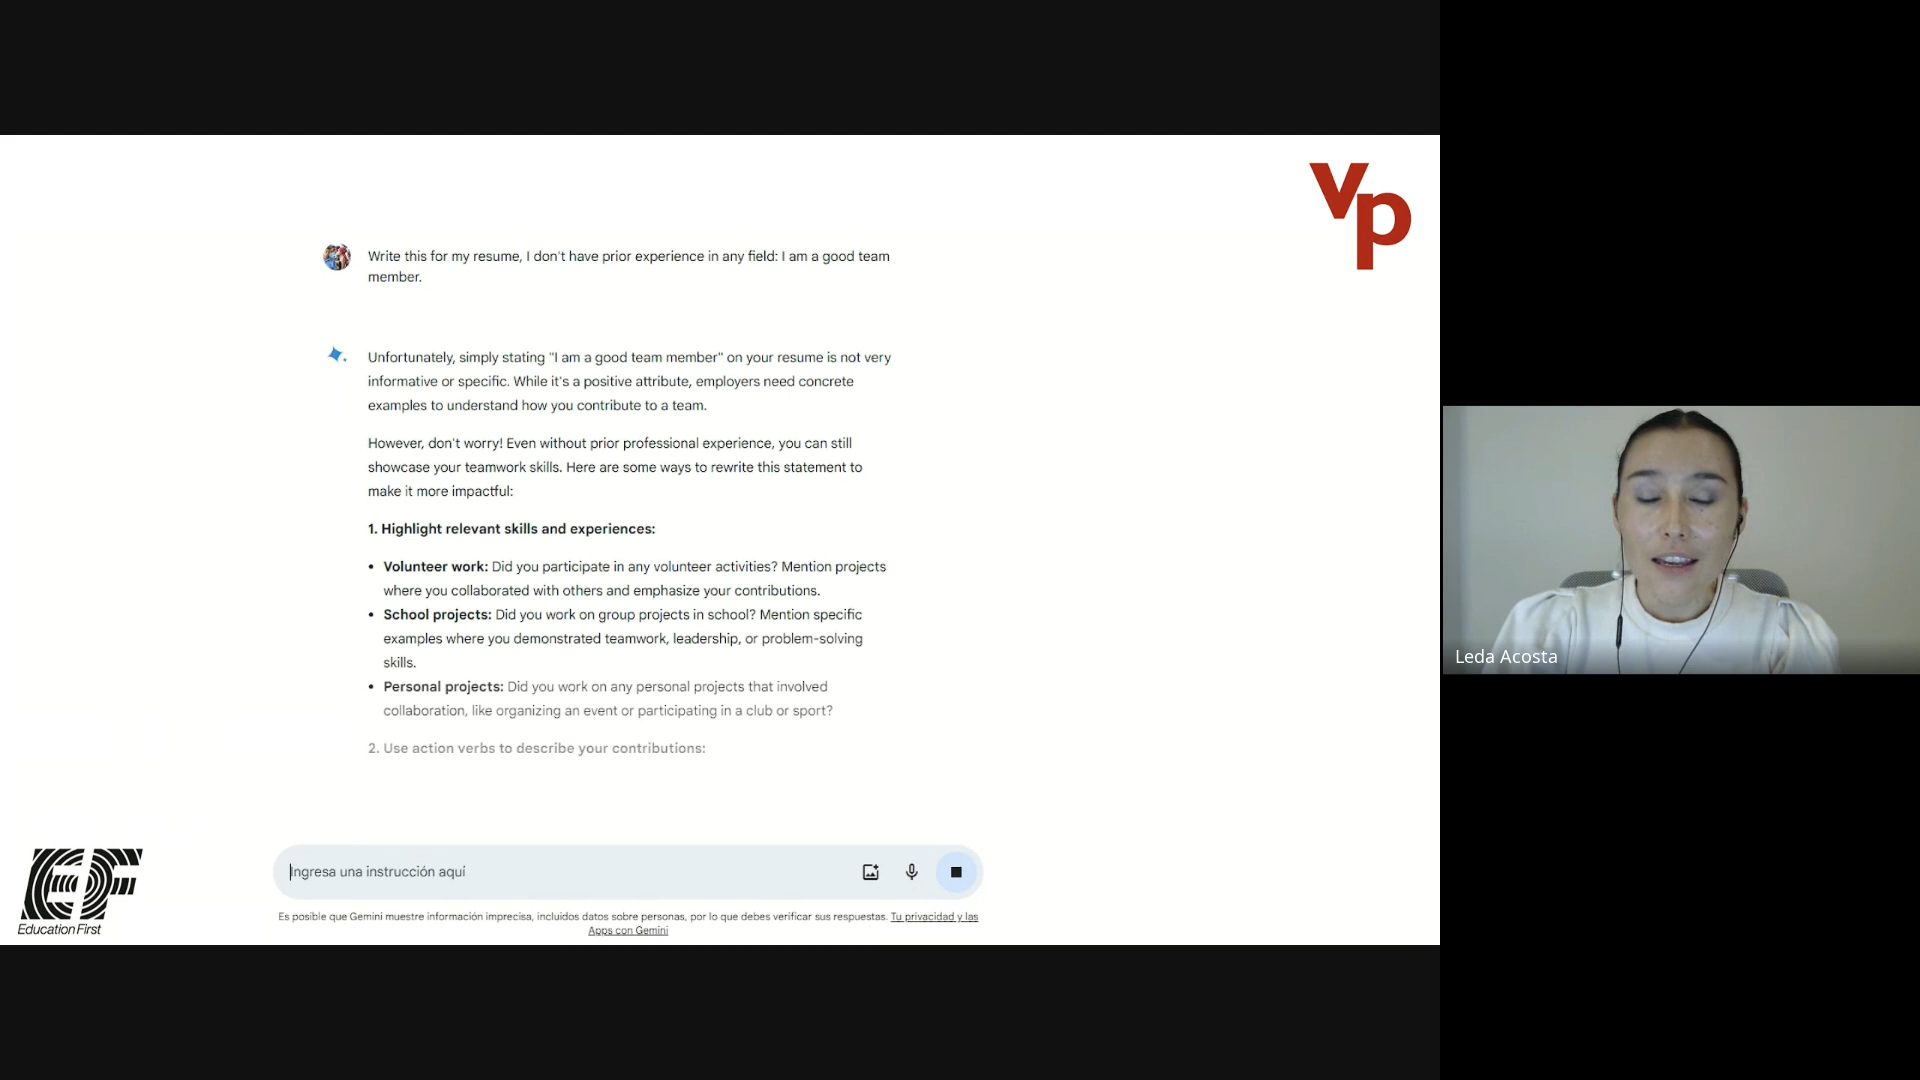 vp
Write this for my resume, I don't have prior experience in any field: I am a good team
member.
Unfortunately, simply stating "I am a good team member" on your resume is not very
informative or specific. While it's a positive attribute, employers need concrete
examples to understand how you contribute to a team.
However, don't worry! Even without prior professional experience, you can still
showcase your teamwork skills. Here are some ways to rewrite this statement to
make it more impactful:
1. Highlight relevant skills and experiences:
• Volunteer work: Did you participate in any volunteer activities? Mention projects
where you collaborated with others and emphasize your contributions.
• School projects: Did you work on group projects in school? Mention specific
examples where you demonstrated teamwork, leadership, or problem-solving
skills.
• Personal projects: Did you work on any personal projects that involved
collaboration, like organizing an event or participating in a club or sport?
2. Use action verbs to describe your contributions:
Ingresa una instrucción aquí
Es posible que Gemini muestre información imprecisa, incluidos datos sobre personas, por lo que debes verificar sus respuestas. Tu privacidad y las
Apps con Gemini
EF
Education First
Leda Acosta